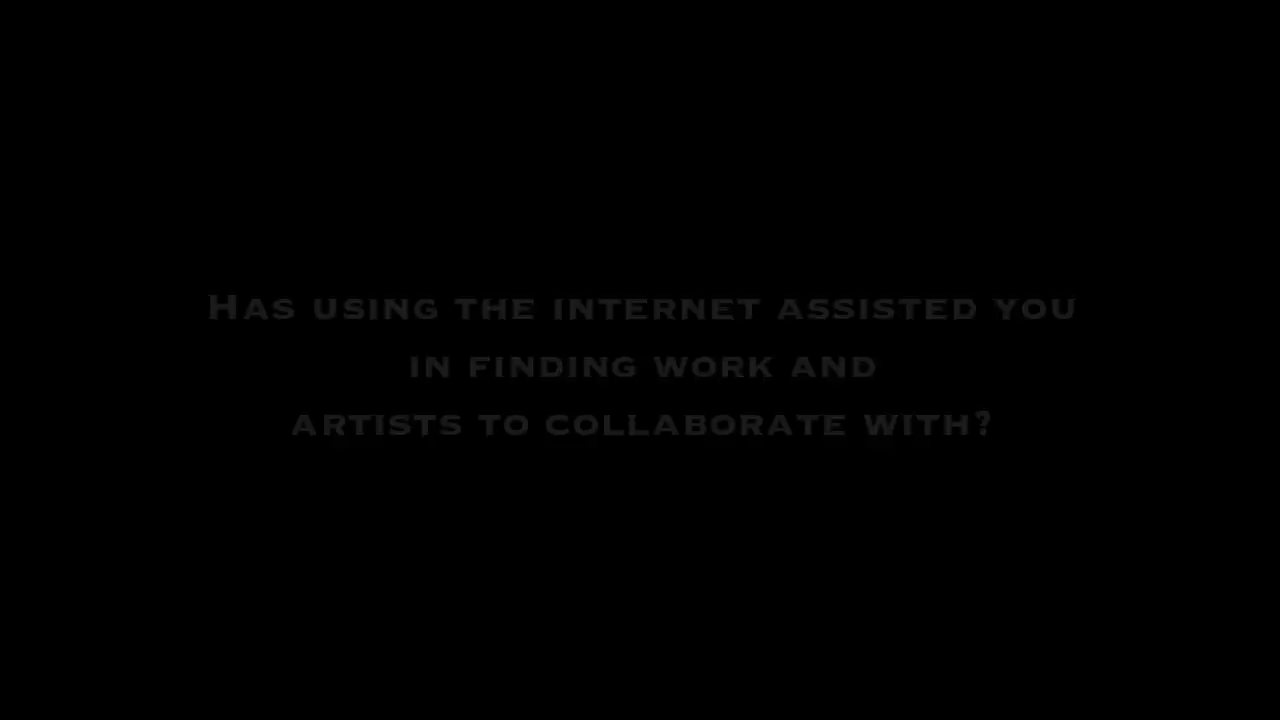 Has using the internet assisted you
in finding work and
artists to collaborate with?